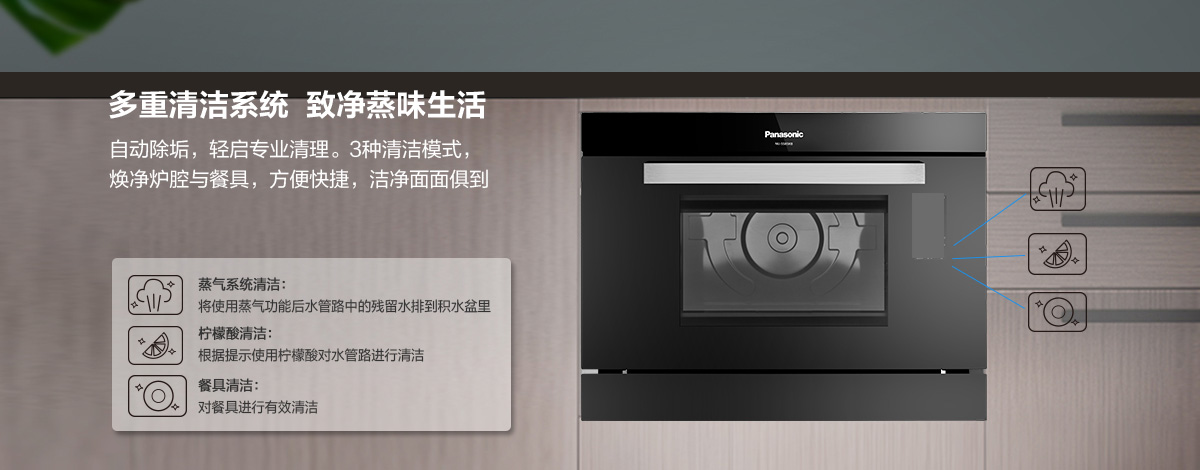 多重清洁系统 致净蒸味生活
自动除垢，轻启专业清理。3种清洁模式，
焕净炉腔与餐具，方便快捷，洁净面面俱到
蒸气系统清洁：
将使用蒸气功能后水管路中的残留水排到积水盆里
柠檬酸清洁：
根据提示使用柠檬酸对水管路进行清洁
餐具清洁：
对餐具进行有效清洁
Panasonic